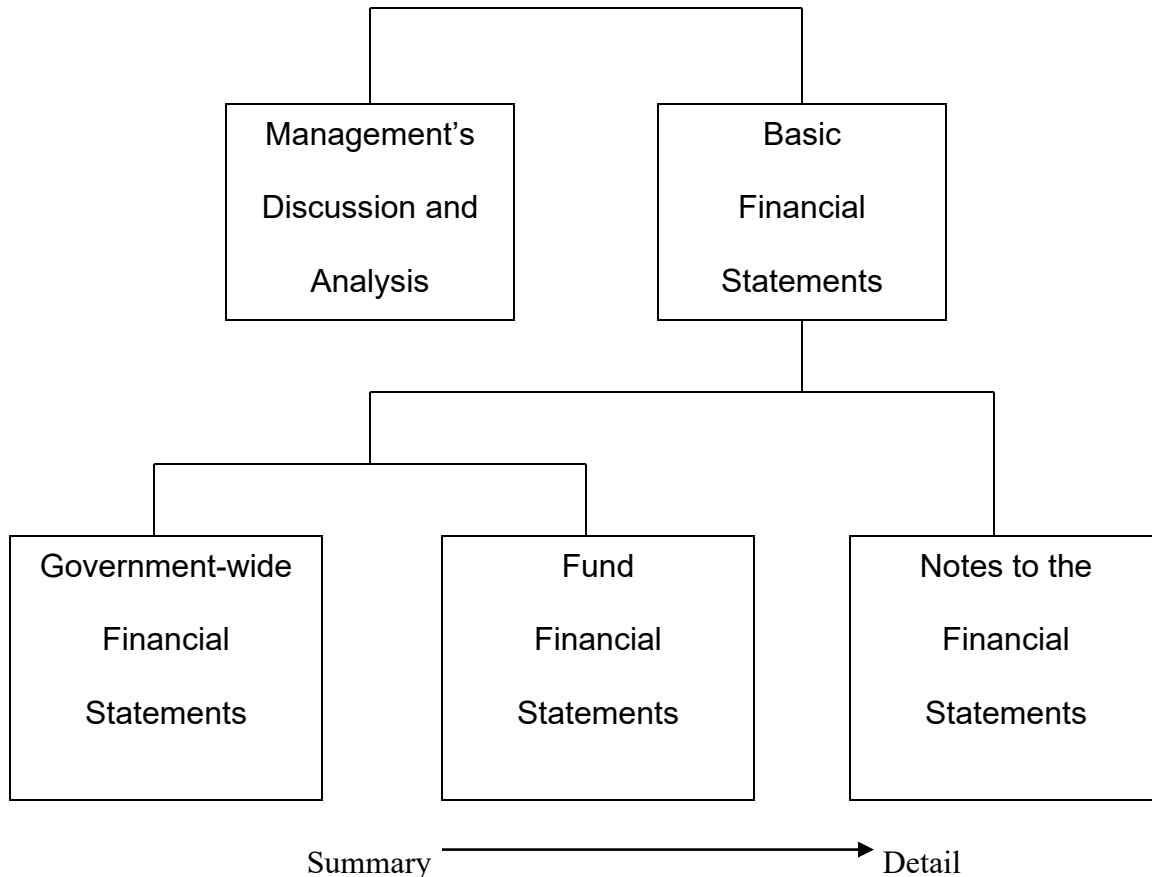 Management’s
Discussion and
Analysis
Basic
Financial
Statements
Government-wide
Financial
Statements
Fund
Financial
Statements
Notes to the
Financial
Statements
Summary
Detail